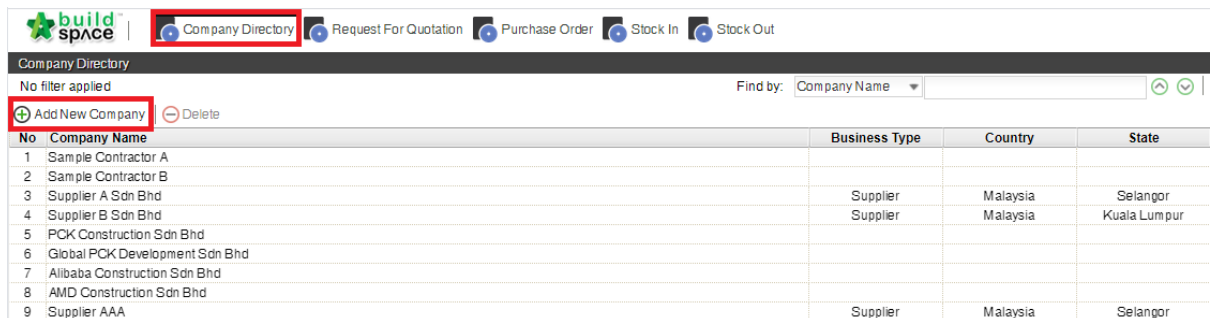 build
space
Company Directory Request For Quotation Purchase Order Stock In Stock Out
Company Directory
No filter applied Find by: Company Name
Add New Company Delete
No Company Name Business Type Country State
1 Sample Contractor A
2 Sample Contractor B
3 Supplier A Sdn Bhd Supplier Malaysia Selangor
4 Supplier B Sdn Bhd Supplier Malaysia Kuala Lumpur
5 PCK Construction Sdn Bhd
6 Global PCK Development Sdn Bhd
7 Alibaba Construction Sdn Bhd
8 AMD Construction Sdn Bhd
9 Supplier AAA Supplier Malaysia Selangor